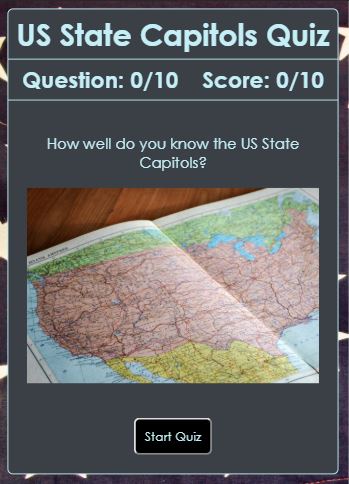 US State Capitols Quiz
Question: 0/10 Score: 0/10
How well do you know the US State
Capitols?
Start Quiz